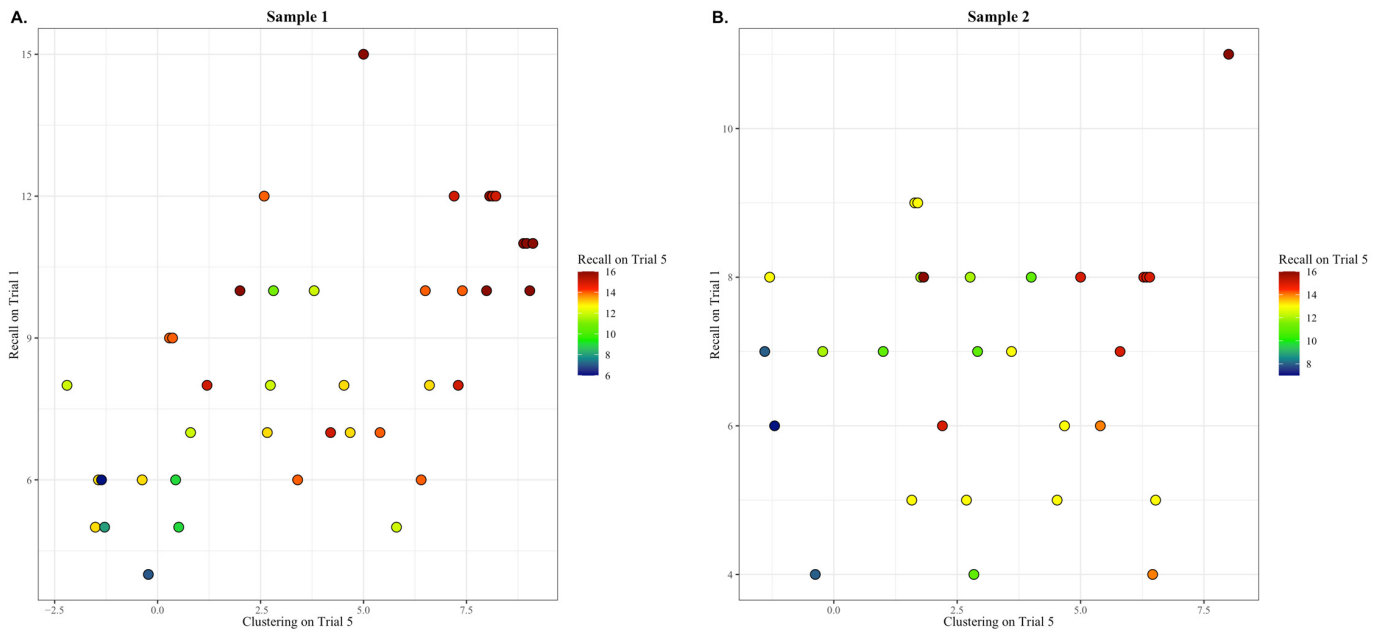 A.
Sample 1
15
12
9
6
Recall on Trial 1
−2.5
0.0
2.5
5.0
7.5
Clustering on Trial 5
Recall on Trial 5
16
14
12
10
8
6
B.
Sample 2
10
8
6
4
Recall on Trial 1
0.0
2.5
5.0
7.5
Clustering on Trial 5
Recall on Trial 5
16
14
12
10
8